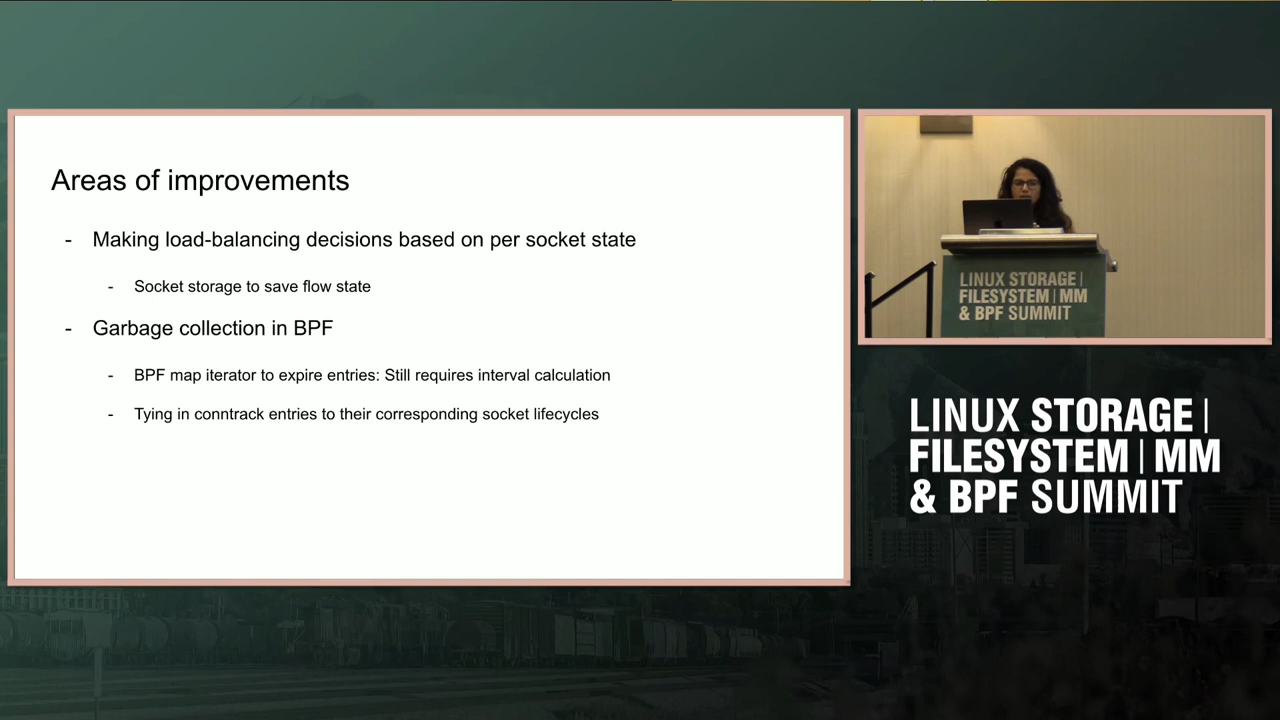 Areas of improvements
- Making load-balancing decisions based on per socket state
- Socket storage to save flow state
- Garbage collection in BPF
- BPF map iterator to expire entries: Still requires interval calculation
- Tying in conntrack entries to their corresponding socket lifecycles
LINUX STORAGE |
FILESYSTEM | MM
& BPF SUMMIT
LINUX STORAGE |
FILESYSTEM | MM
& BPF SUMMIT